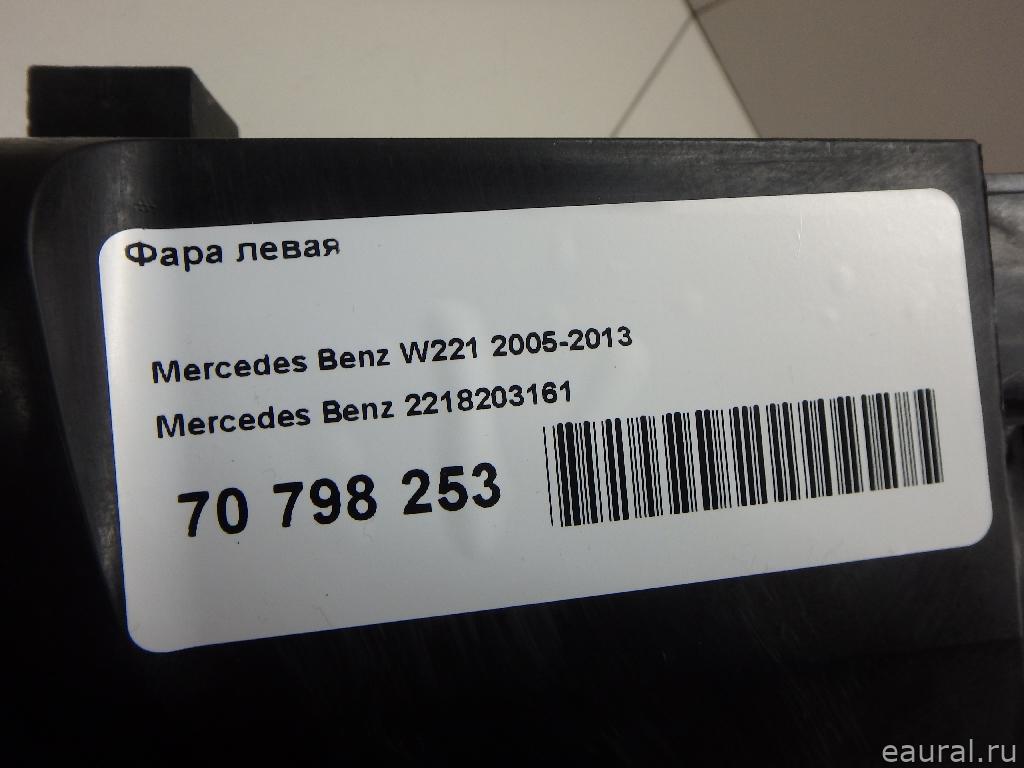 Фара левая
Mercedes Benz W221 2005-2013
Mercedes Benz 2218203161
70 798 253
eaural.ru